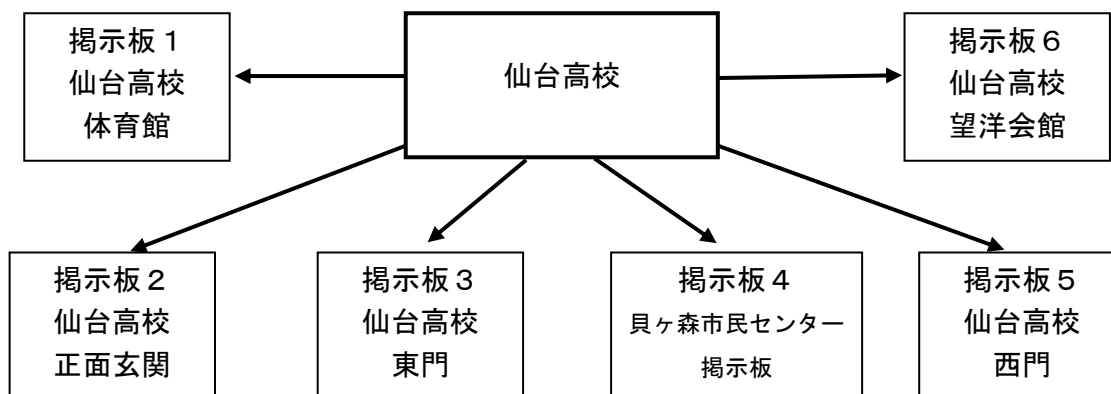 掲示板１
仙台高校
体育館
仙台高校
掲示板６
仙台高校
望洋会館
掲示板２
仙台高校
正面玄関
掲示板３
仙台高校
東門
掲示板４
貝ヶ森市民センター
掲示板
掲示板５
仙台高校
西門